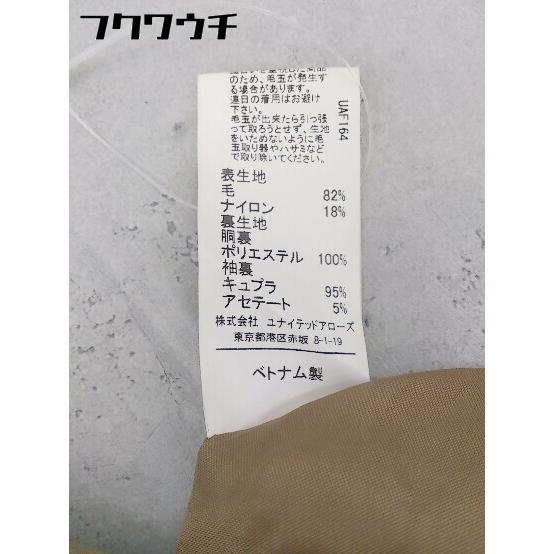 フクワウチ
のため、毛玉が発生す
る場合があります。
連日の着用はお避け
下さい。
毛玉が出来たら引っ張
って取ろうとせず、生地
をいためないように毛
玉取り器やハサミなど
で取り除いてください。
UAF164
表生地
毛 82%
ナイロン 18%
裏生地
胴裏
ポリエステル 100%
袖裏
キュプラ 95%
アセテート 5%
株式会社 ユナイテッドアローズ
東京都港区赤坂 8-1-19
ベトナム製